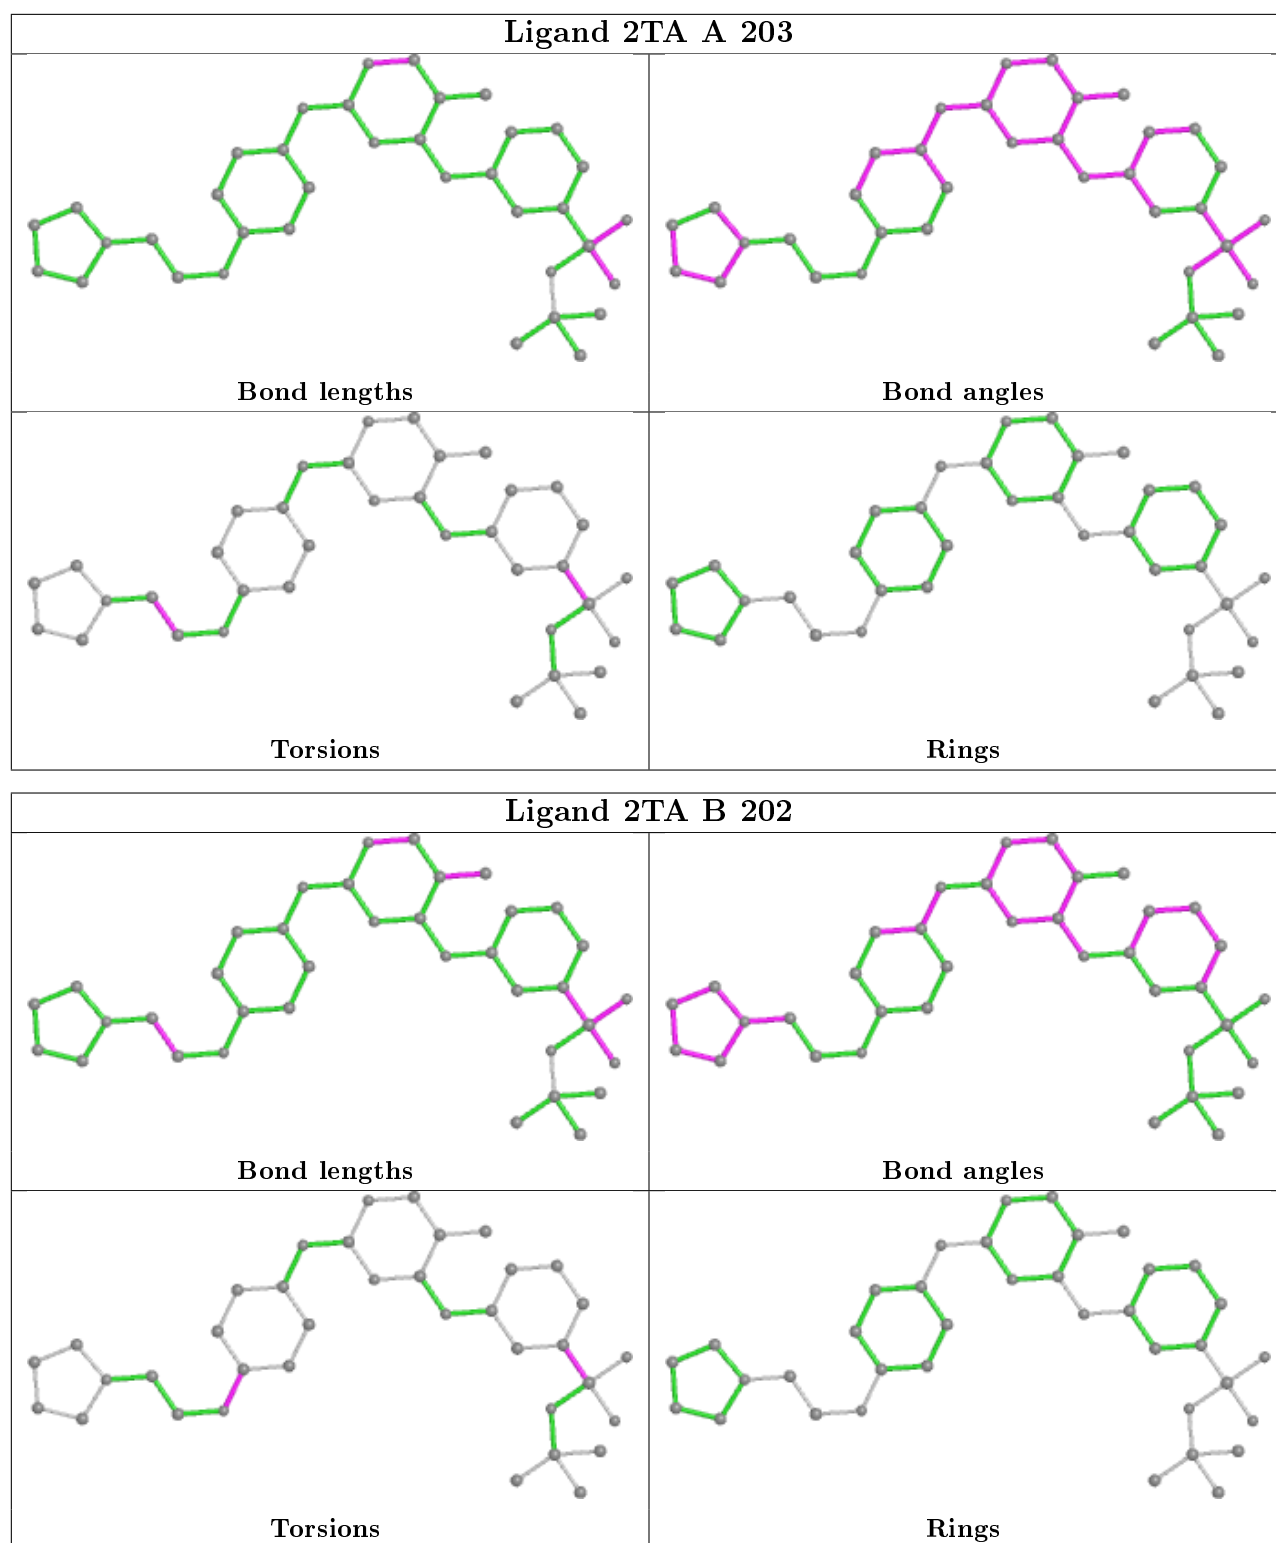 Ligand 2TA A 203
Bond lengths
Bond angles
Torsions
Rings
Ligand 2TA B 202
Bond lengths
Bond angles
Torsions
Rings